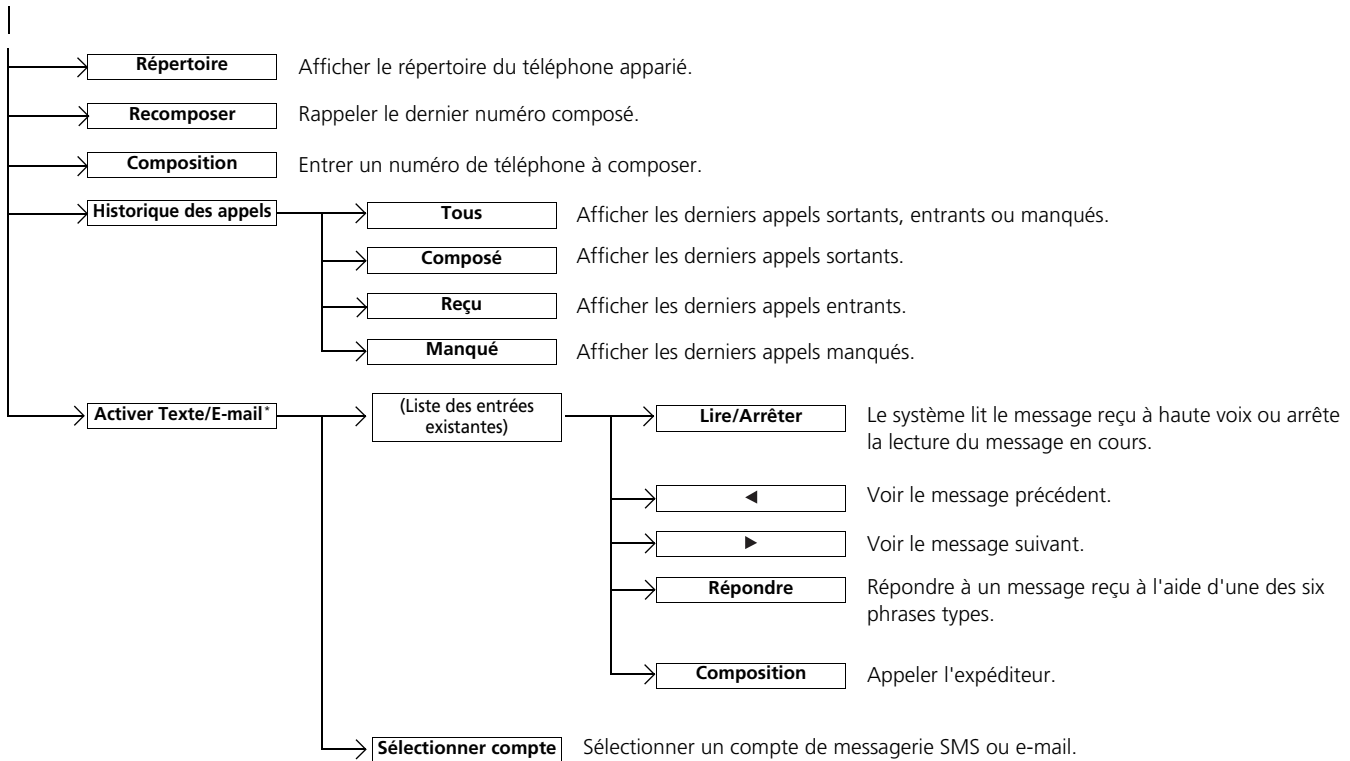 Répertoire Afficher le répertoire du téléphone apparié.
Recomposer Rappeler le dernier numéro composé.
Composition Entrer un numéro de téléphone à composer.
Historique des appels Tous Afficher les derniers appels sortants, entrants ou manqués.
Composé Afficher les derniers appels sortants.
Reçu Afficher les derniers appels entrants.
Manqué Afficher les derniers appels manqués.
Activer Texte/E-mail* (Liste des entrées
existantes)
Lire/Arrêter Le système lit le message reçu à haute voix ou arrête
la lecture du message en cours.
◀ Voir le message précédent.
▶ Voir le message suivant.
Répondre Répondre à un message reçu à l'aide d'une des six
phrases types.
Composition Appeler l'expéditeur.
Sélectionner compte Sélectionner un compte de messagerie SMS ou e-mail.